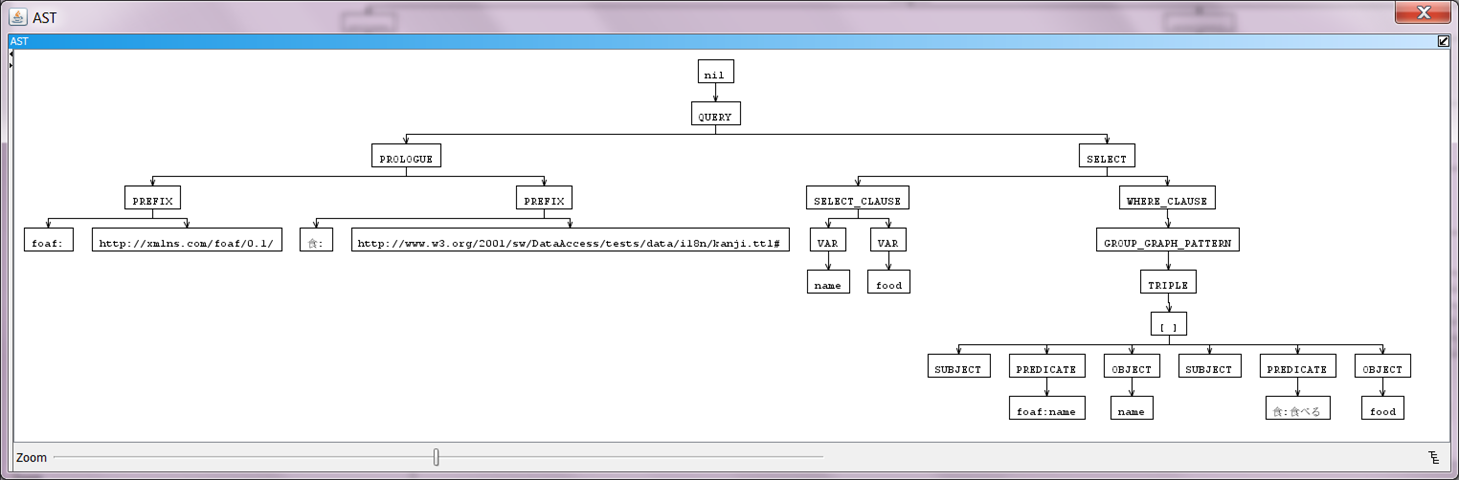 AST
AST
nil
QUERY
PROLOGUE SELECT
PREFIX PREFIX SELECT_CLAUSE WHERE_CLAUSE
foaf: http://xmlns.com/foaf/0.1/ 食: http://www.w3.org/2001/sw/DataAccess/tests/data/i18n/kanji.ttl# VAR VAR GROUP_GRAPH_PATTERN
name food TRIPLE
[ ]
SUBJECT PREDICATE OBJECT SUBJECT PREDICATE OBJECT
foaf:name name 食:食べる food
Zoom